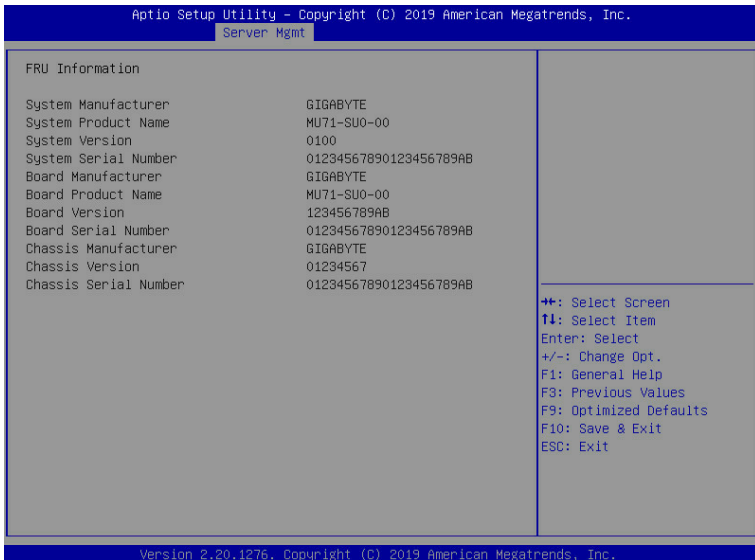 Aptio Setup Utility – Copyright (C) 2019 American Megatrends, Inc.
Server Mgmt
FRU Information
System Manufacturer GIGABYTE
System Product Name MU71-SU0-00
System Version 0100
System Serial Number 01234567890123456789AB
Board Manufacturer GIGABYTE
Board Product Name MU71-SU0-00
Board Version 123456789AB
Board Serial Number 01234567890123456789AB
Chassis Manufacturer GIGABYTE
Chassis Version 01234567
Chassis Serial Number 01234567890123456789AB
→←: Select Screen
↑↓: Select Item
Enter: Select
+/-: Change Opt.
F1: General Help
F3: Previous Values
F9: Optimized Defaults
F10: Save & Exit
ESC: Exit
Version 2.20.1276. Copyright (C) 2019 American Megatrends, Inc.